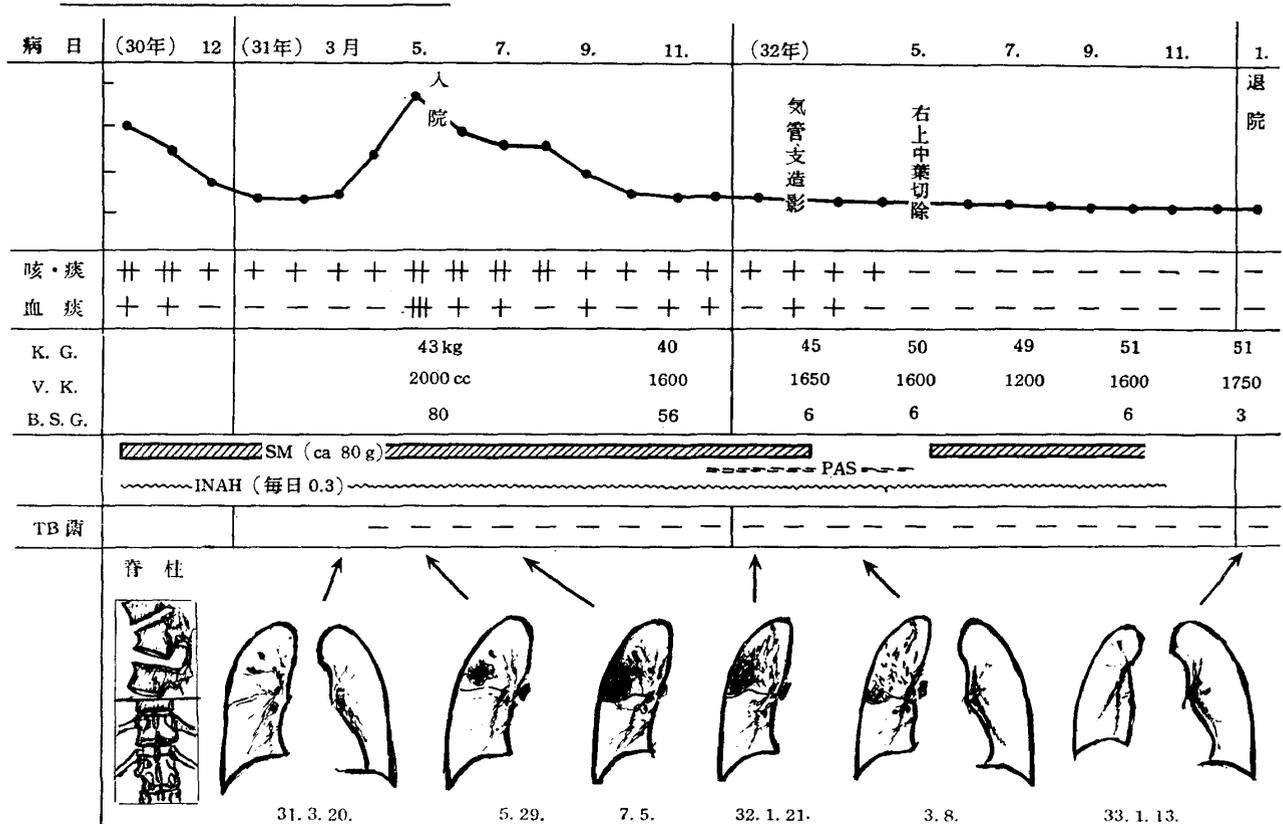 病日 (30年) 12 (31年) 3月 5. 7. 9. 11. (32年) 5. 7. 9. 11. 1.
入院
気管支造影
右上中葉切除
退院
咳・痰 ⧺ ⧺ + + + + + ⧺ ⧺ ⧺ ⧺ + + + + + + + + − − − − − − − − −
血痰 + + − − − − − ⧻ + + − + − + + − + + − − − − − − − − − −
K. G. 43kg 40 45 50 49 51 51
V. K. 2000 cc 1600 1650 1600 1200 1600 1750
B. S. G. 80 56 6 6 6 3
SM (ca 80 g)
PAS
INAH (毎日 0.3)
TB 菌 − − − − − − − − − − − − − − − − − − − − − −
脊柱
31. 3. 20. 5. 29. 7. 5. 32. 1. 21. 3. 8. 33. 1. 13.